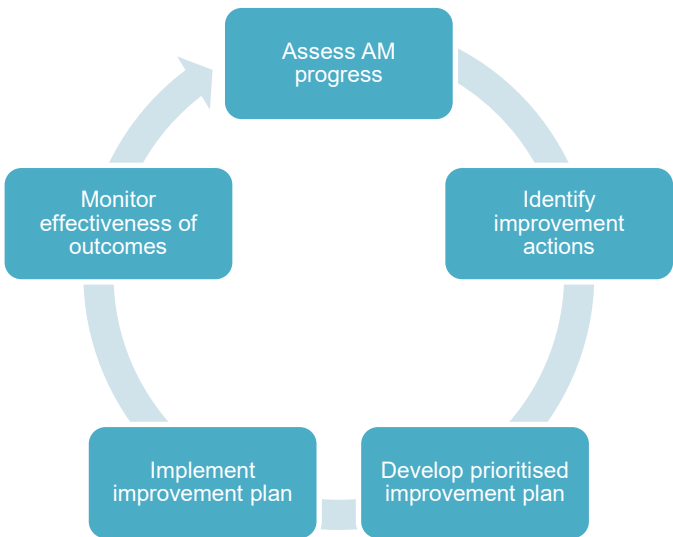 Assess AM
progress
Identify
improvement
actions
Develop prioritised
improvement plan
Implement
improvement plan
Monitor
effectiveness of
outcomes